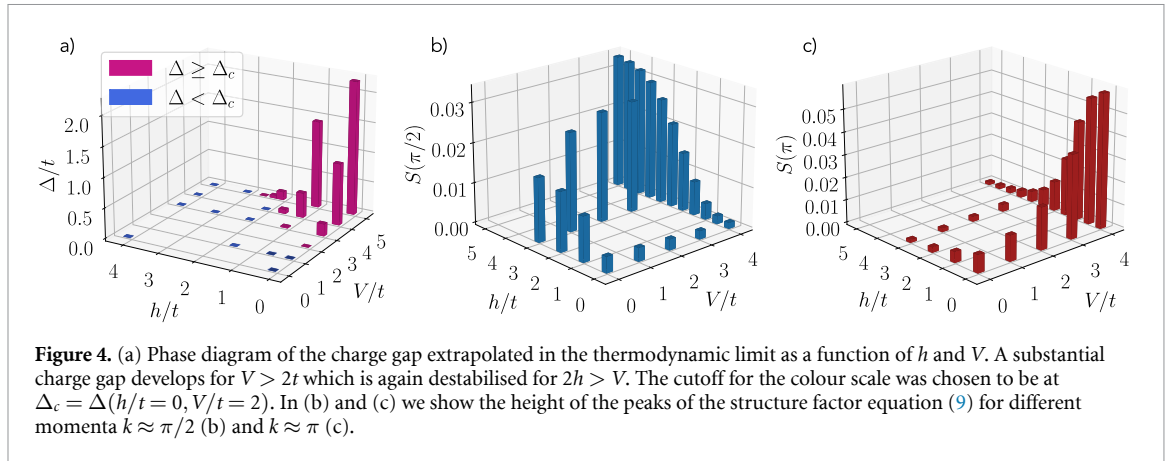 a)
Δ ≥ Δc
Δ < Δc
Δ/t
2.0
1.5
1.0
0.5
0.0
4
3
2
1
0
h/t
0
1
2
3
4
5
V/t
b)
S(π/2)
0.03
0.02
0.01
0.00
5
4
3
2
1
0
h/t
0
1
2
3
4
V/t
c)
S(π)
0.05
0.04
0.03
0.02
0.01
0.00
5
4
3
2
1
0
h/t
0
1
2
3
4
V/t
Figure 4. (a) Phase diagram of the charge gap extrapolated in the thermodynamic limit as a function of h and V. A substantial
charge gap develops for V > 2t which is again destabilised for 2h > V. The cutoff for the colour scale was chosen to be at
Δc = Δ(h/t = 0, V/t = 2). In (b) and (c) we show the height of the peaks of the structure factor equation (9) for different
momenta k ≈ π/2 (b) and k ≈ π (c).